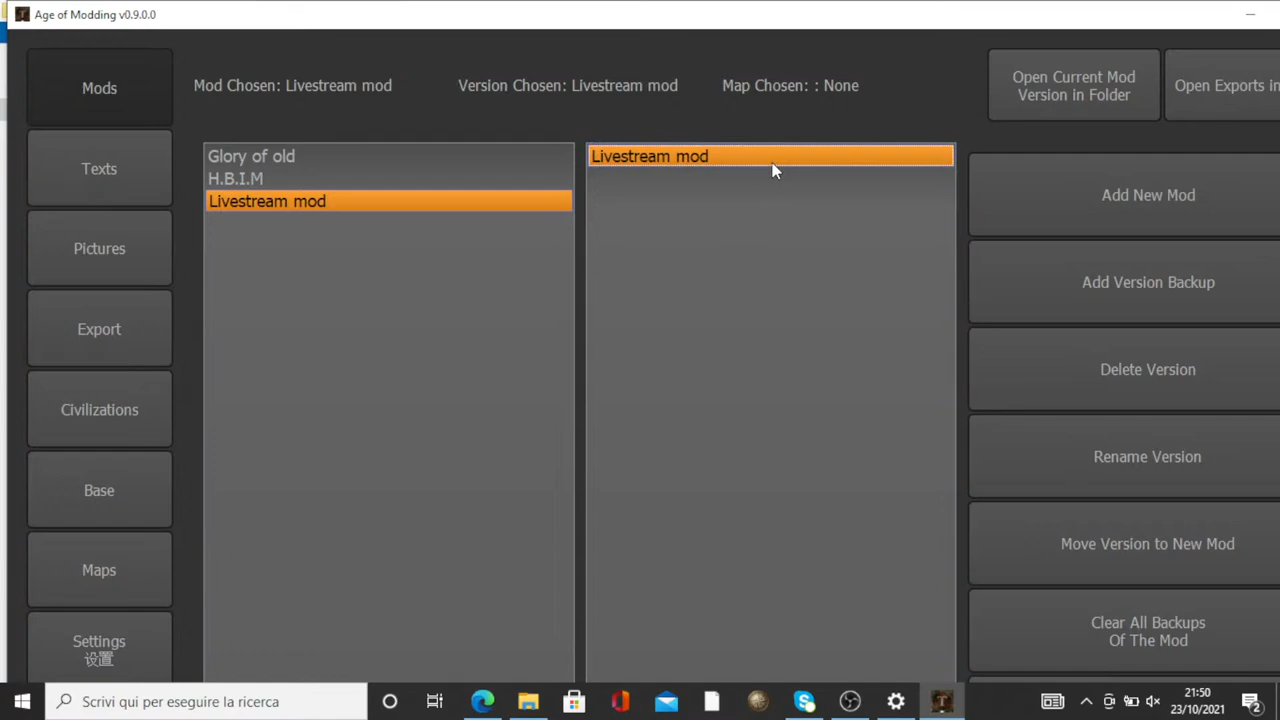 Age of Modding v0.9.0.0
Mods
Mod Chosen: Livestream mod
Version Chosen: Livestream mod
Map Chosen: : None
Open Current Mod
Version in Folder
Open Exports in
Texts
Pictures
Export
Civilizations
Base
Maps
Settings
设置
Glory of old
H.B.I.M
Livestream mod
Livestream mod
Add New Mod
Add Version Backup
Delete Version
Rename Version
Move Version to New Mod
Clear All Backups
Of The Mod
Scrivi qui per eseguire la ricerca
21:50
23/10/2021
2